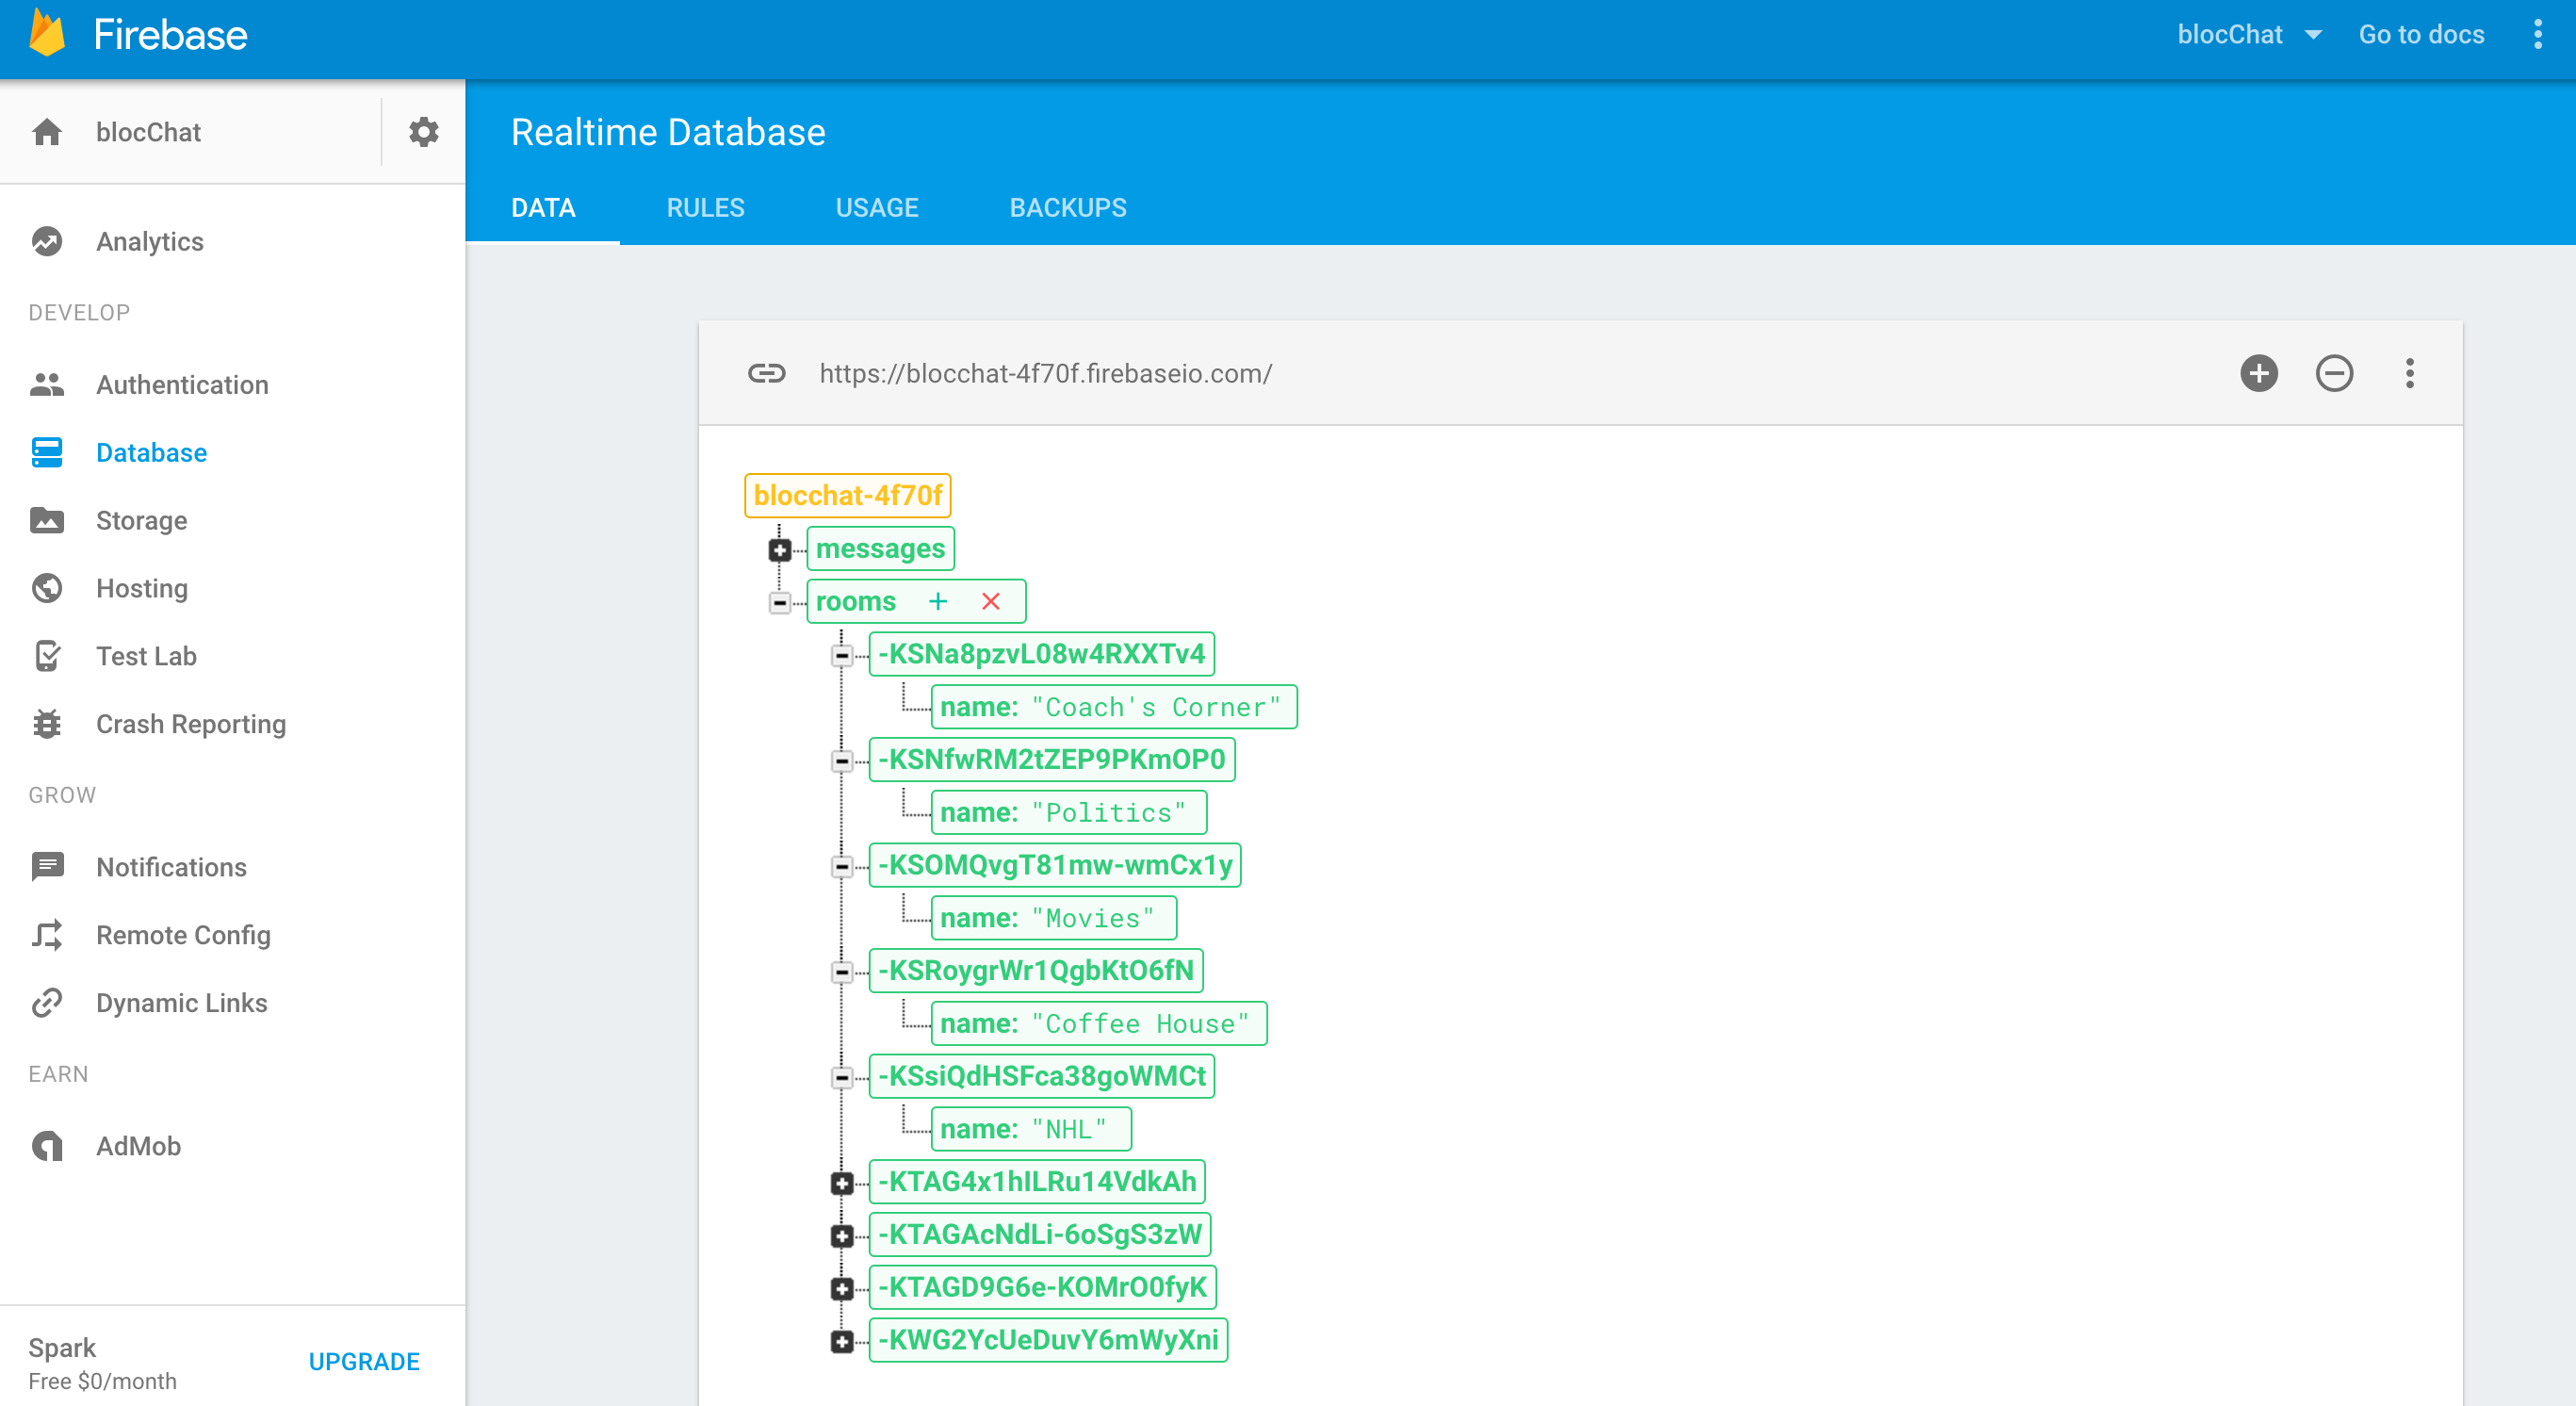 Firebase
blocChat
Go to docs
blocChat
Analytics
DEVELOP
Authentication
Database
Storage
Hosting
Test Lab
Crash Reporting
GROW
Notifications
Remote Config
Dynamic Links
EARN
AdMob
Spark
Free $0/month
UPGRADE
Realtime Database
DATA RULES USAGE BACKUPS
https://blocchat-4f70f.firebaseio.com/
blocchat-4f70f
messages
rooms
-KSNa8pzvL08w4RXXTv4
name: "Coach's Corner"
-KSNfwRM2tZEP9PKmOP0
name: "Politics"
-KSOMQvgT81mw-wmCx1y
name: "Movies"
-KSRoygrWr1QgbKtO6fN
name: "Coffee House"
-KSsiQdHSFca38goWMCt
name: "NHL"
-KTAG4x1hILRu14VdkAh
-KTAGAcNdLi-6oSgS3zW
-KTAGD9G6e-KOMrO0fyK
-KWG2YcUeDuvY6mWyXni